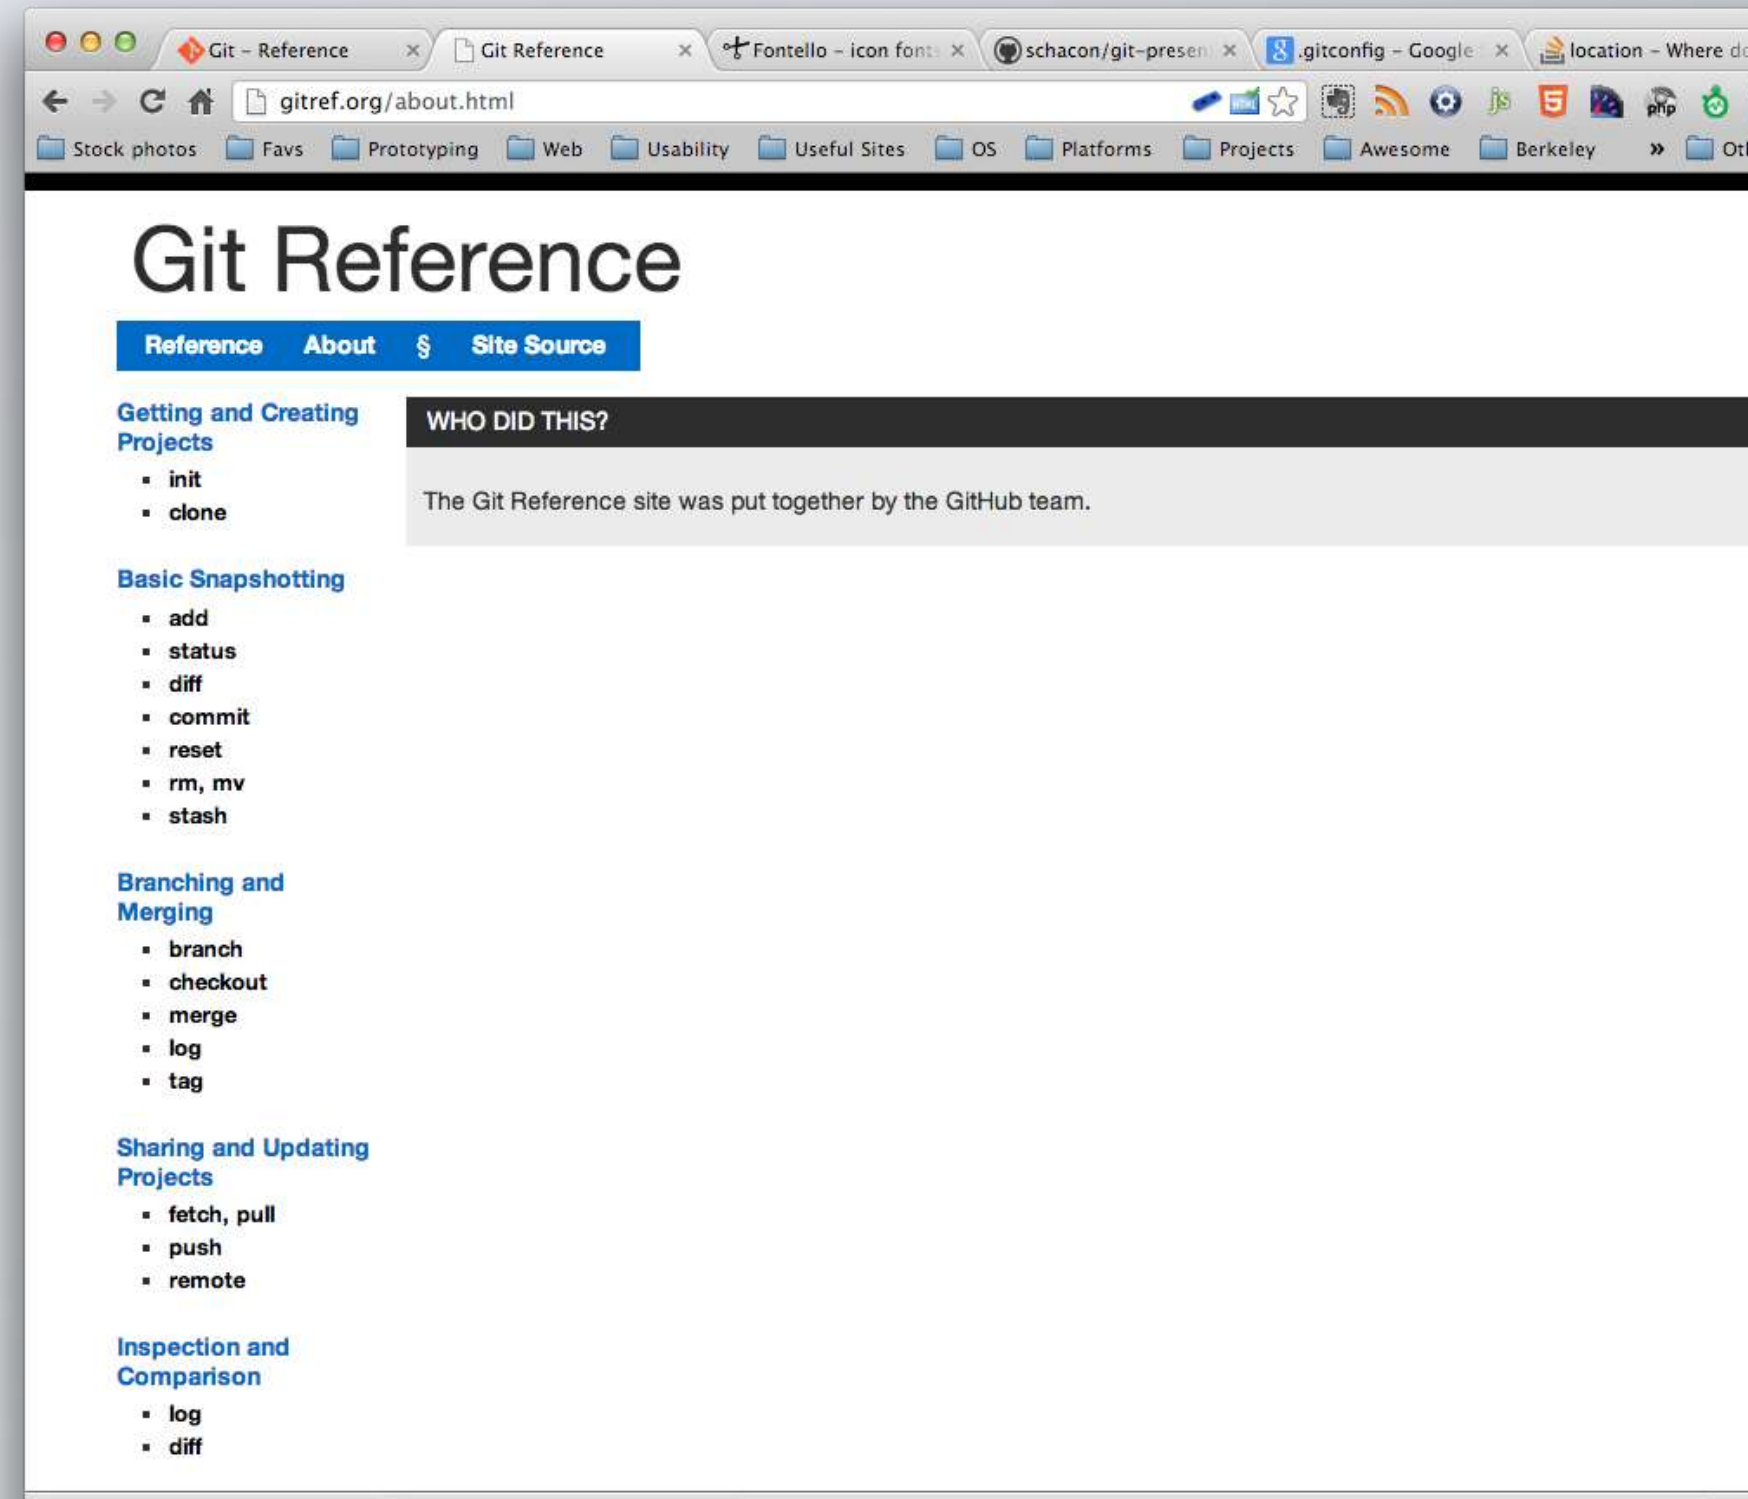 Git – Reference
Git Reference
Fontello – icon font
schacon/git-presen
.gitconfig – Google
location – Where do
gitref.org/about.html
Stock photos
Favs
Prototyping
Web
Usability
Useful Sites
OS
Platforms
Projects
Awesome
Berkeley
»
Git Reference
Reference About § Site Source
Getting and Creating
Projects
init
clone
Basic Snapshotting
add
status
diff
commit
reset
rm, mv
stash
Branching and
Merging
branch
checkout
merge
log
tag
Sharing and Updating
Projects
fetch, pull
push
remote
Inspection and
Comparison
log
diff
WHO DID THIS?
The Git Reference site was put together by the GitHub team.